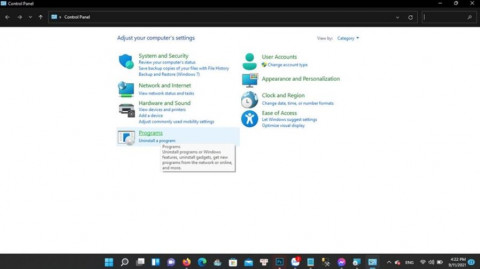 Control Panel
Control Panel
Adjust your computer's settings
View by: Category
System and Security
Review your computer's status
Save backup copies of your files with File History
Backup and Restore (Windows 7)
Network and Internet
View network status and tasks
Hardware and Sound
View devices and printers
Add a device
Adjust commonly used mobility settings
Programs
Uninstall a program
Programs
Uninstall programs or Windows
features, uninstall gadgets, get new
programs from the network or online,
and more.
User Accounts
Change account type
Appearance and Personalization
Clock and Region
Change date, time, or number formats
Ease of Access
Let Windows suggest settings
Optimize visual display
ENG
4:22 PM
8/11/2021